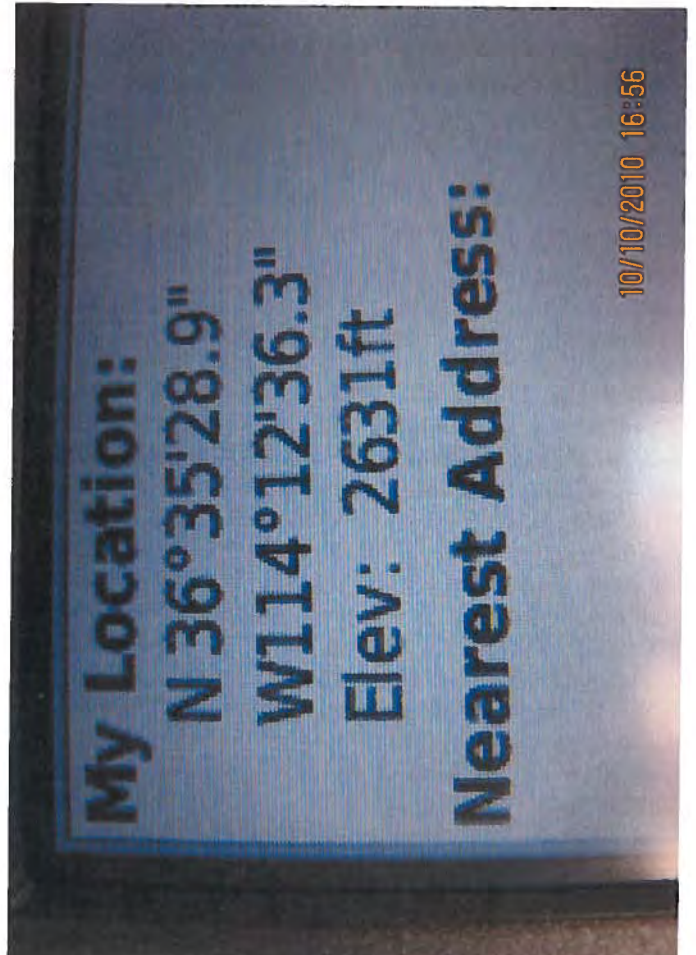 My Location:
N 36°35'28.9"
W114°12'36.3"
Elev: 2631ft
Nearest Address:
10/10/2010 16:56